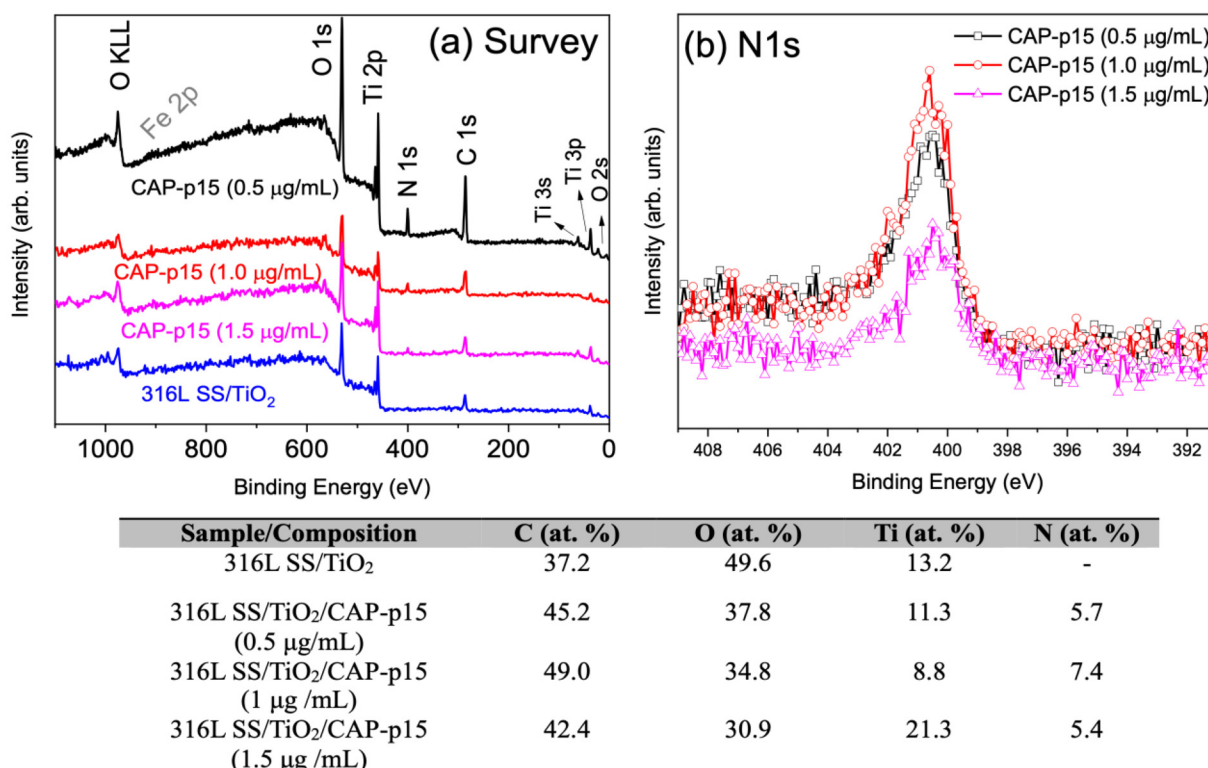 (a) Survey
O KLL
Fe 2p
O 1s
Ti 2p
N 1s
C 1s
Ti 3s
Ti 3p
O 2s
CAP-p15 (0.5 μg/mL)
CAP-p15 (1.0 μg/mL)
CAP-p15 (1.5 μg/mL)
316L SS/TiO₂
Intensity (arb. units)
1000 800 600 400 200 0
Binding Energy (eV)
(b) N1s
CAP-p15 (0.5 μg/mL)
CAP-p15 (1.0 μg/mL)
CAP-p15 (1.5 μg/mL)
Intensity (arb. units)
408 406 404 402 400 398 396 394 392
Binding Energy (eV)
Sample/Composition C (at. %) O (at. %) Ti (at. %) N (at. %)
316L SS/TiO₂ 37.2 49.6 13.2 -
316L SS/TiO₂/CAP-p15 45.2 37.8 11.3 5.7
(0.5 μg/mL)
316L SS/TiO₂/CAP-p15 49.0 34.8 8.8 7.4
(1 μg /mL)
316L SS/TiO₂/CAP-p15 42.4 30.9 21.3 5.4
(1.5 μg /mL)